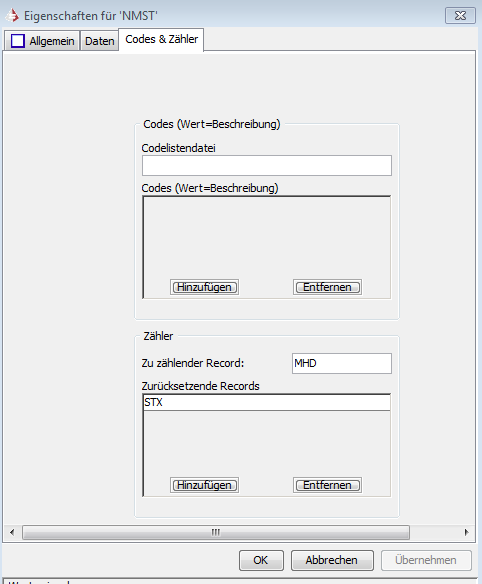 Eigenschaften für 'NMST'
Allgemein Daten Codes & Zähler
Codes (Wert=Beschreibung)
Codelistendatei
Codes (Wert=Beschreibung)
Hinzufügen Entfernen
Zähler
Zu zählender Record: MHD
Zurücksetzende Records
STX
Hinzufügen Entfernen
OK Abbrechen Übernehmen